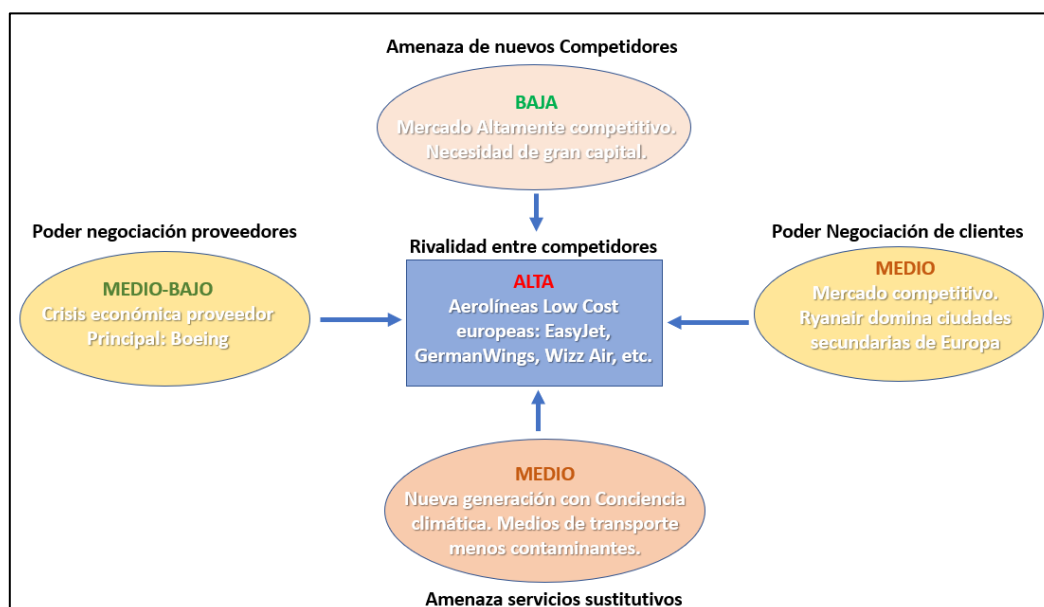 Amenaza de nuevos Competidores
BAJA
Mercado Altamente competitivo.
Necesidad de gran capital.
Poder negociación proveedores
MEDIO-BAJO
Crisis económica proveedor
Principal: Boeing
Rivalidad entre competidores
ALTA
Aerolíneas Low Cost
europeas: EasyJet,
GermanWings, Wizz Air, etc.
Poder Negociación de clientes
MEDIO
Mercado competitivo.
Ryanair domina ciudades
secundarias de Europa
MEDIO
Nueva generación con Conciencia
climática. Medios de transporte
menos contaminantes.
Amenaza servicios sustitutivos